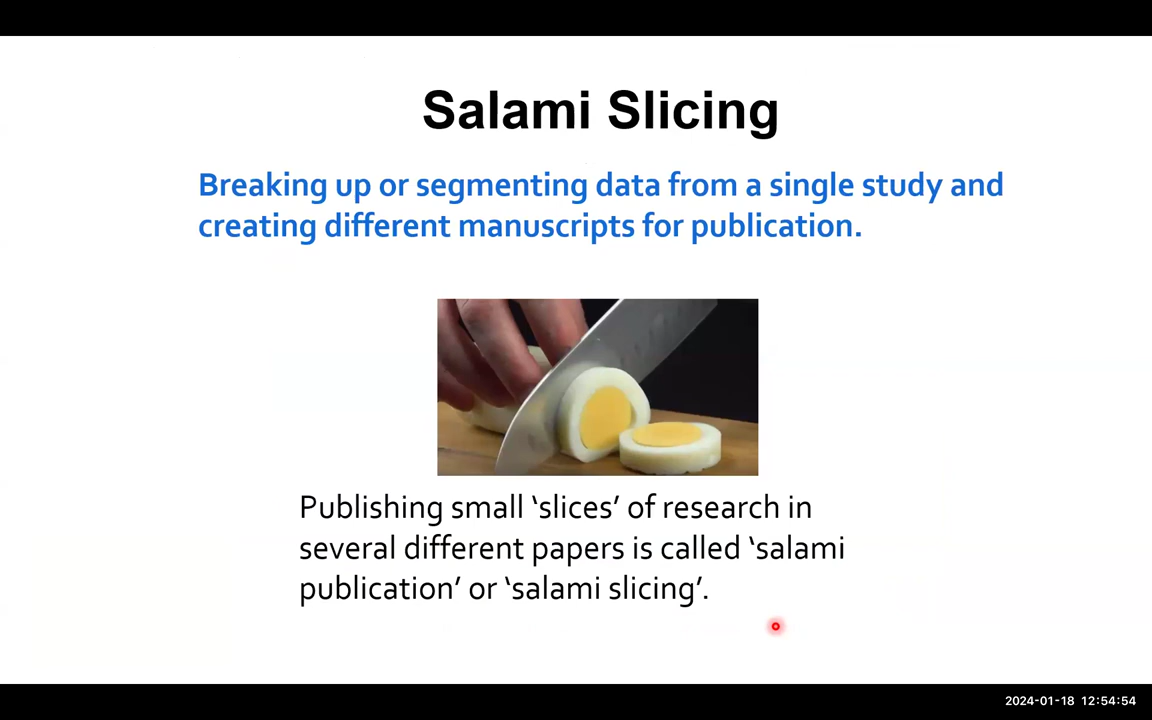 Salami Slicing
Breaking up or segmenting data from a single study and
creating different manuscripts for publication.
Publishing small ‘slices’ of research in
several different papers is called ‘salami
publication’ or ‘salami slicing’.
2024-01-18 12:54:54